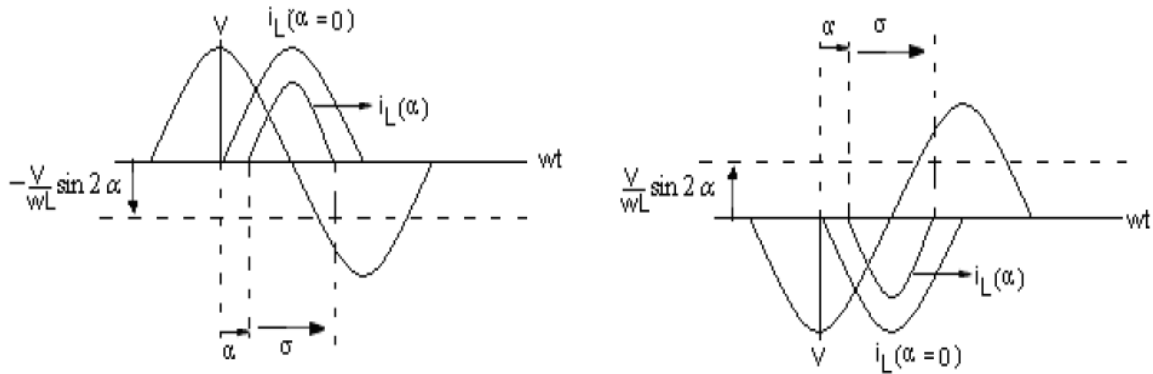 V
i_L(α=0)
i_L(α)
wt
-V/wL sin 2α
α
σ
α
σ
V/wL sin 2α
wt
i_L(α)
V
i_L(α=0)